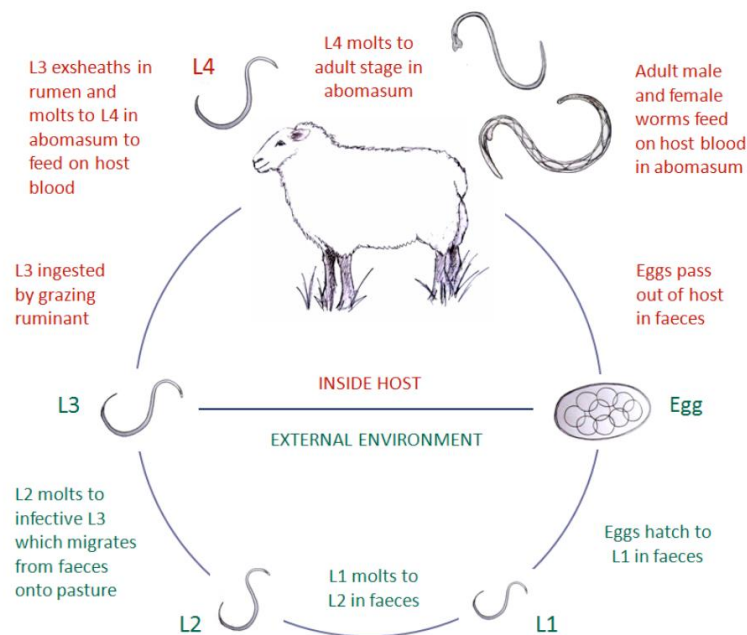 L3 exsheaths in
rumen and
molts to L4 in
abomasum to
feed on host
blood
L4
L4 molts to
adult stage in
abomasum
Adult male
and female
worms feed
on host blood
in abomasum
L3 ingested
by grazing
ruminant
Eggs pass
out of host
in faeces
INSIDE HOST
L3
Egg
EXTERNAL ENVIRONMENT
L2 molts to
infective L3
which migrates
from faeces
onto pasture
Eggs hatch to
L1 in faeces
L1 molts to
L2 in faeces
L2
L1